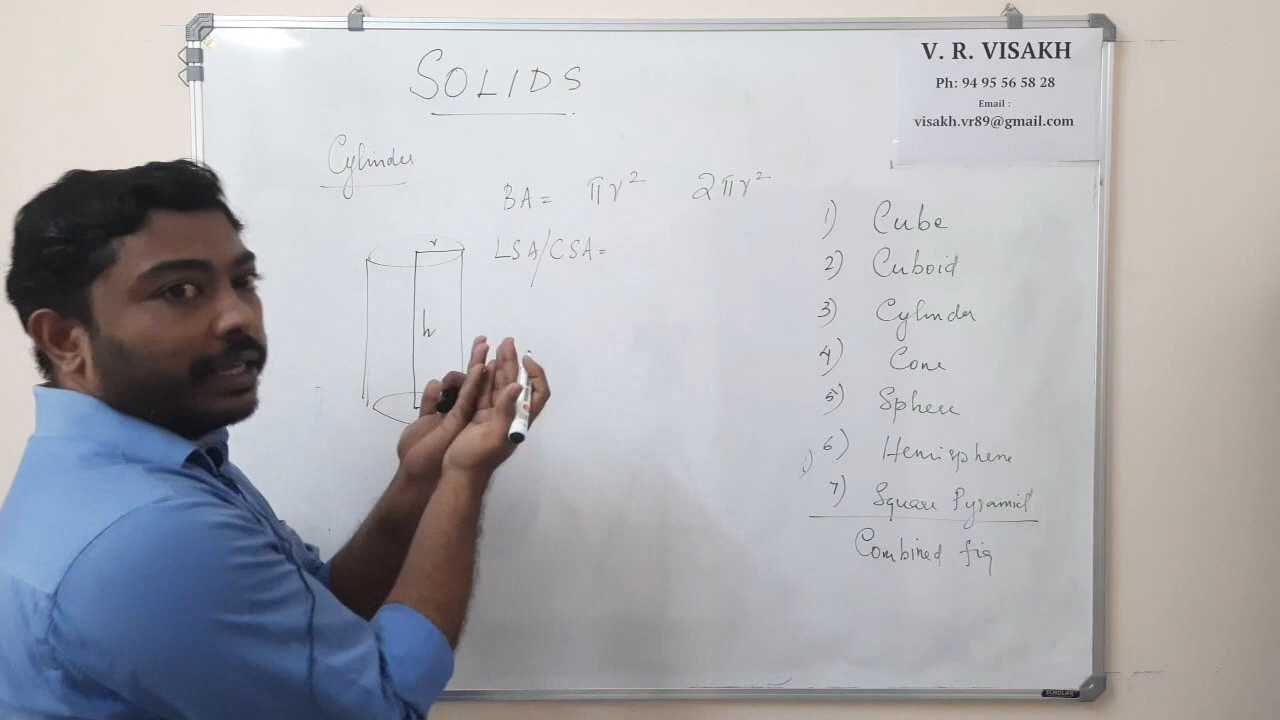 SOLIDS
V. R. VISAKH
Ph: 94 95 56 58 28
Email :
visakh.vr89@gmail.com
Cylinder
BA = πr² 2πr²
LSA/CSA =
r
h
1) Cube
2) Cuboid
3) Cylinder
4) Cone
5) Sphere
6) Hemisphere
7) Square Pyramid
Combined fig
SCHOLAR